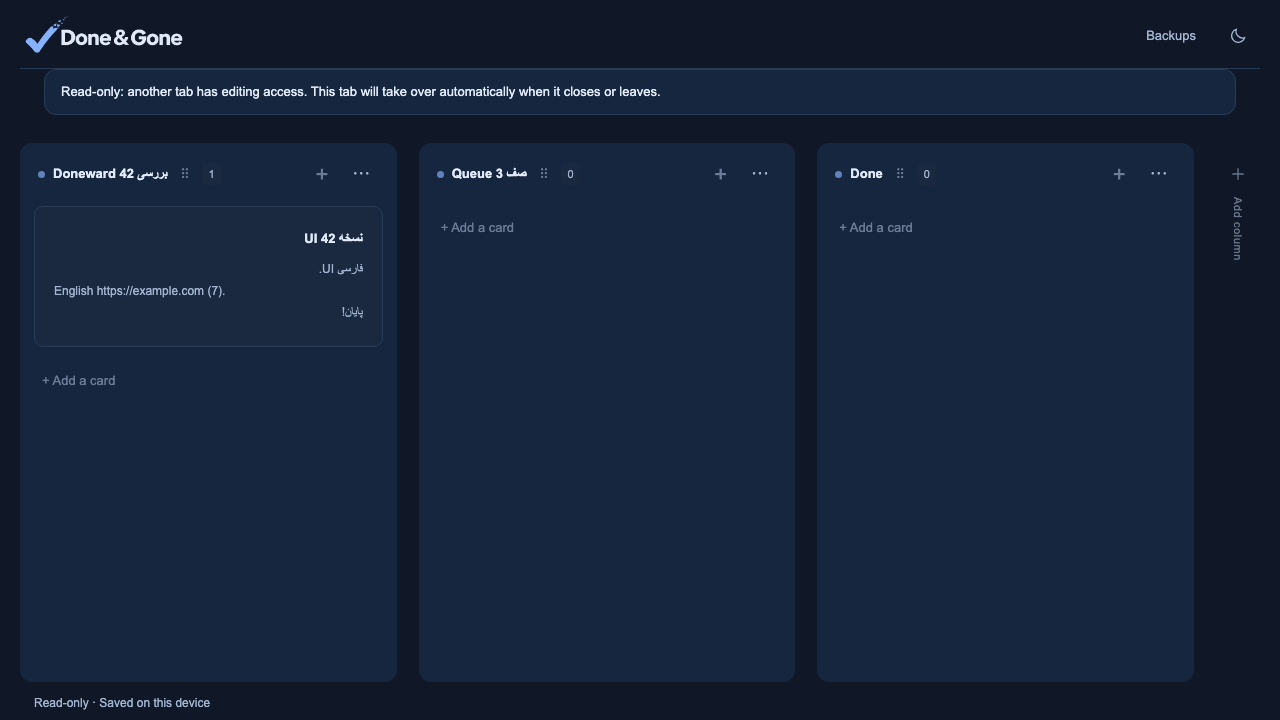 Done & Gone
Backups
Read-only: another tab has editing access. This tab will take over automatically when it closes or leaves.
Doneward 42 بررسی
1
نسخه 42 UI
فارسی UI.
English https://example.com (7).
پایان!
+ Add a card
Queue 3 صف
0
+ Add a card
Done
0
+ Add a card
Add column
Read-only · Saved on this device